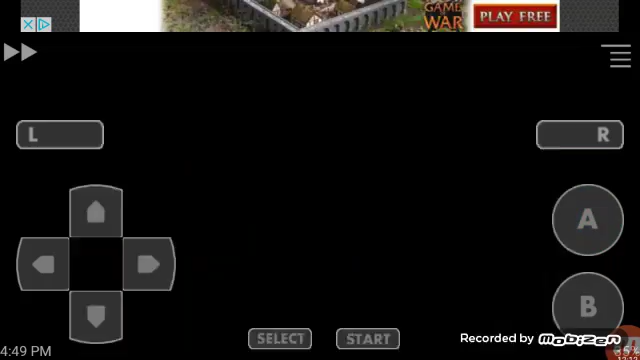 GAME
WAR
PLAY FREE
L
R
A
B
SELECT
START
4:49 PM
Recorded by mobizen